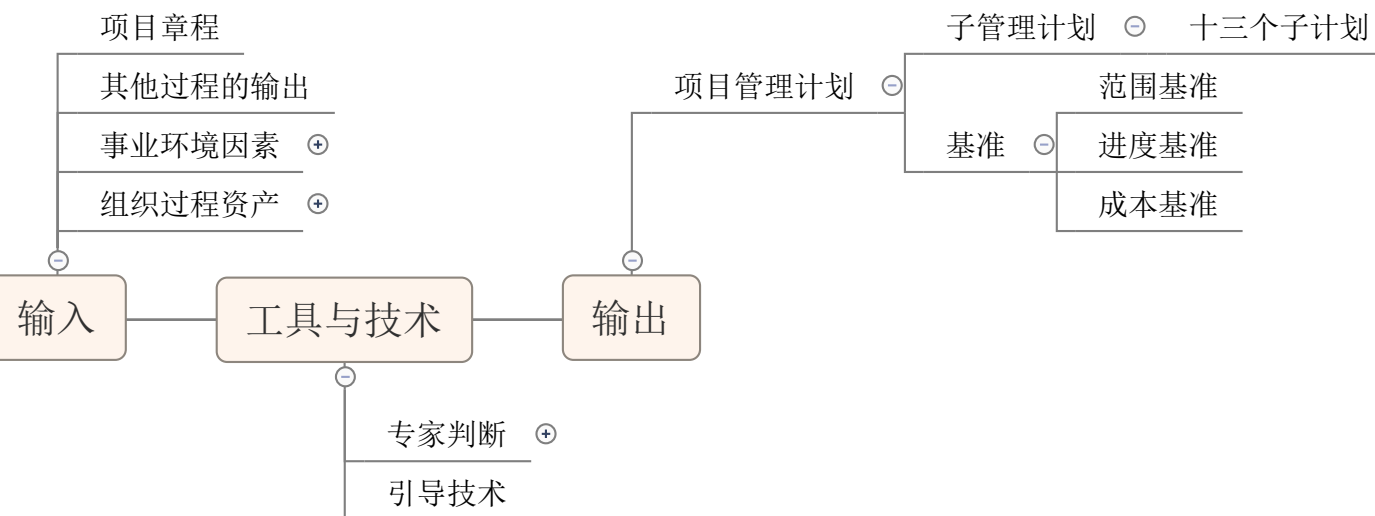 项目章程
其他过程的输出
事业环境因素
组织过程资产
输入
工具与技术
专家判断
引导技术
输出
项目管理计划
子管理计划
十三个子计划
基准
范围基准
进度基准
成本基准